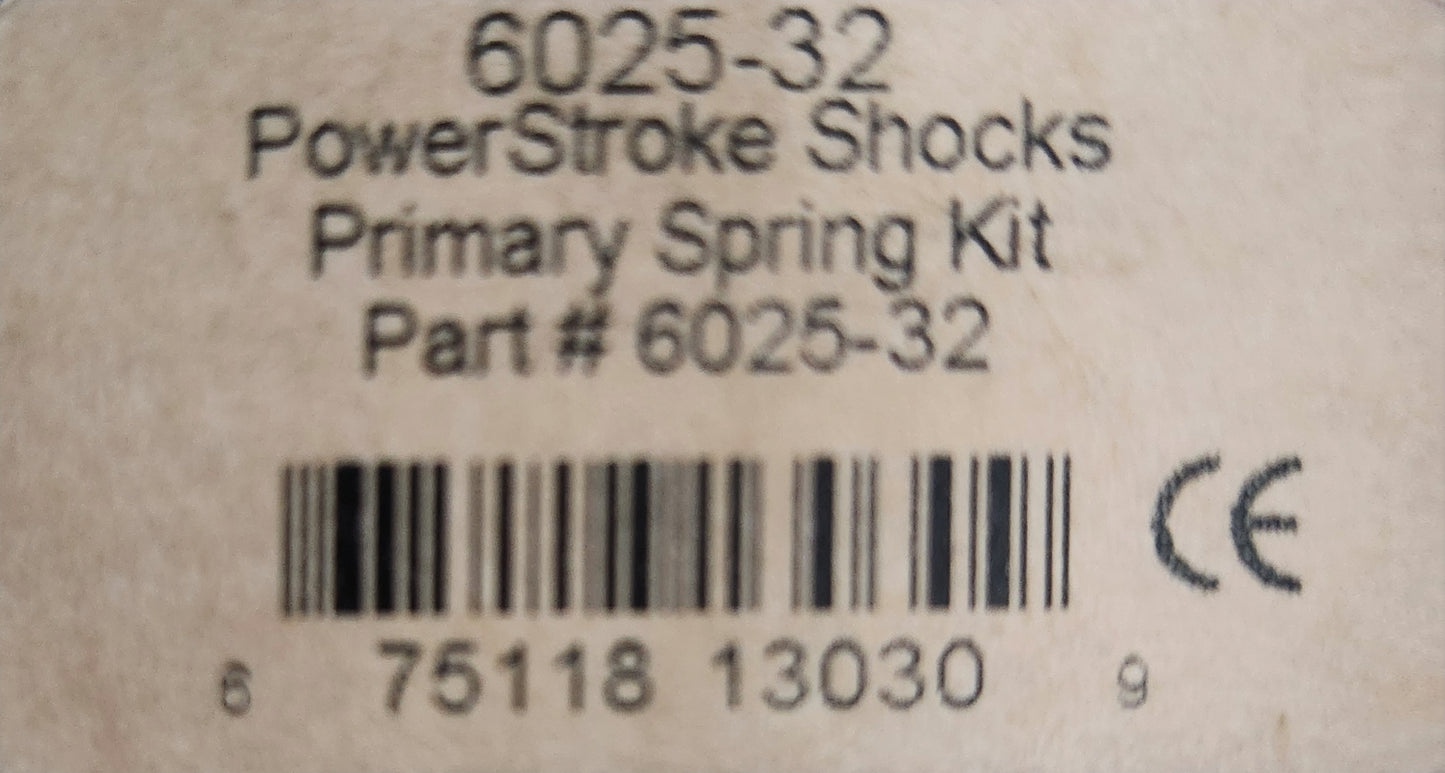 6025-32
PowerStroke Shocks
Primary Spring Kit
Part # 6025-32
CE
6 75118 13030 9